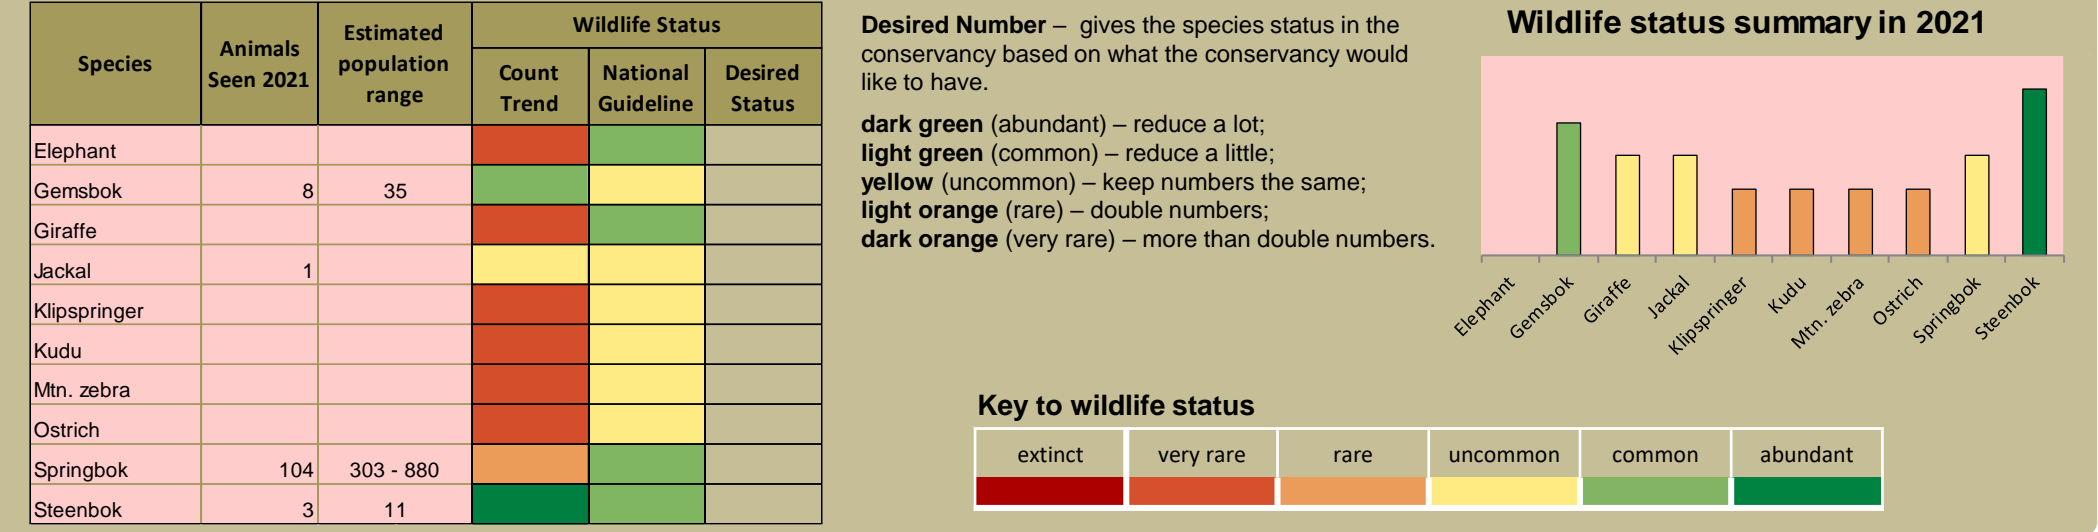 Species
Animals Seen 2021
Estimated population range
Wildlife Status
Count Trend
National Guideline
Desired Status
Elephant
Gemsbok 8 35
Giraffe
Jackal 1
Klipspringer
Kudu
Mtn. zebra
Ostrich
Springbok 104 303 - 880
Steenbok 3 11
Desired Number – gives the species status in the
conservancy based on what the conservancy would
like to have.
dark green (abundant) – reduce a lot;
light green (common) – reduce a little;
yellow (uncommon) – keep numbers the same;
light orange (rare) – double numbers;
dark orange (very rare) – more than double numbers.
Wildlife status summary in 2021
Elephant
Gemsbok
Giraffe
Jackal
Klipspringer
Kudu
Mtn. zebra
Ostrich
Springbok
Steenbok
Key to wildlife status
extinct very rare rare uncommon common abundant